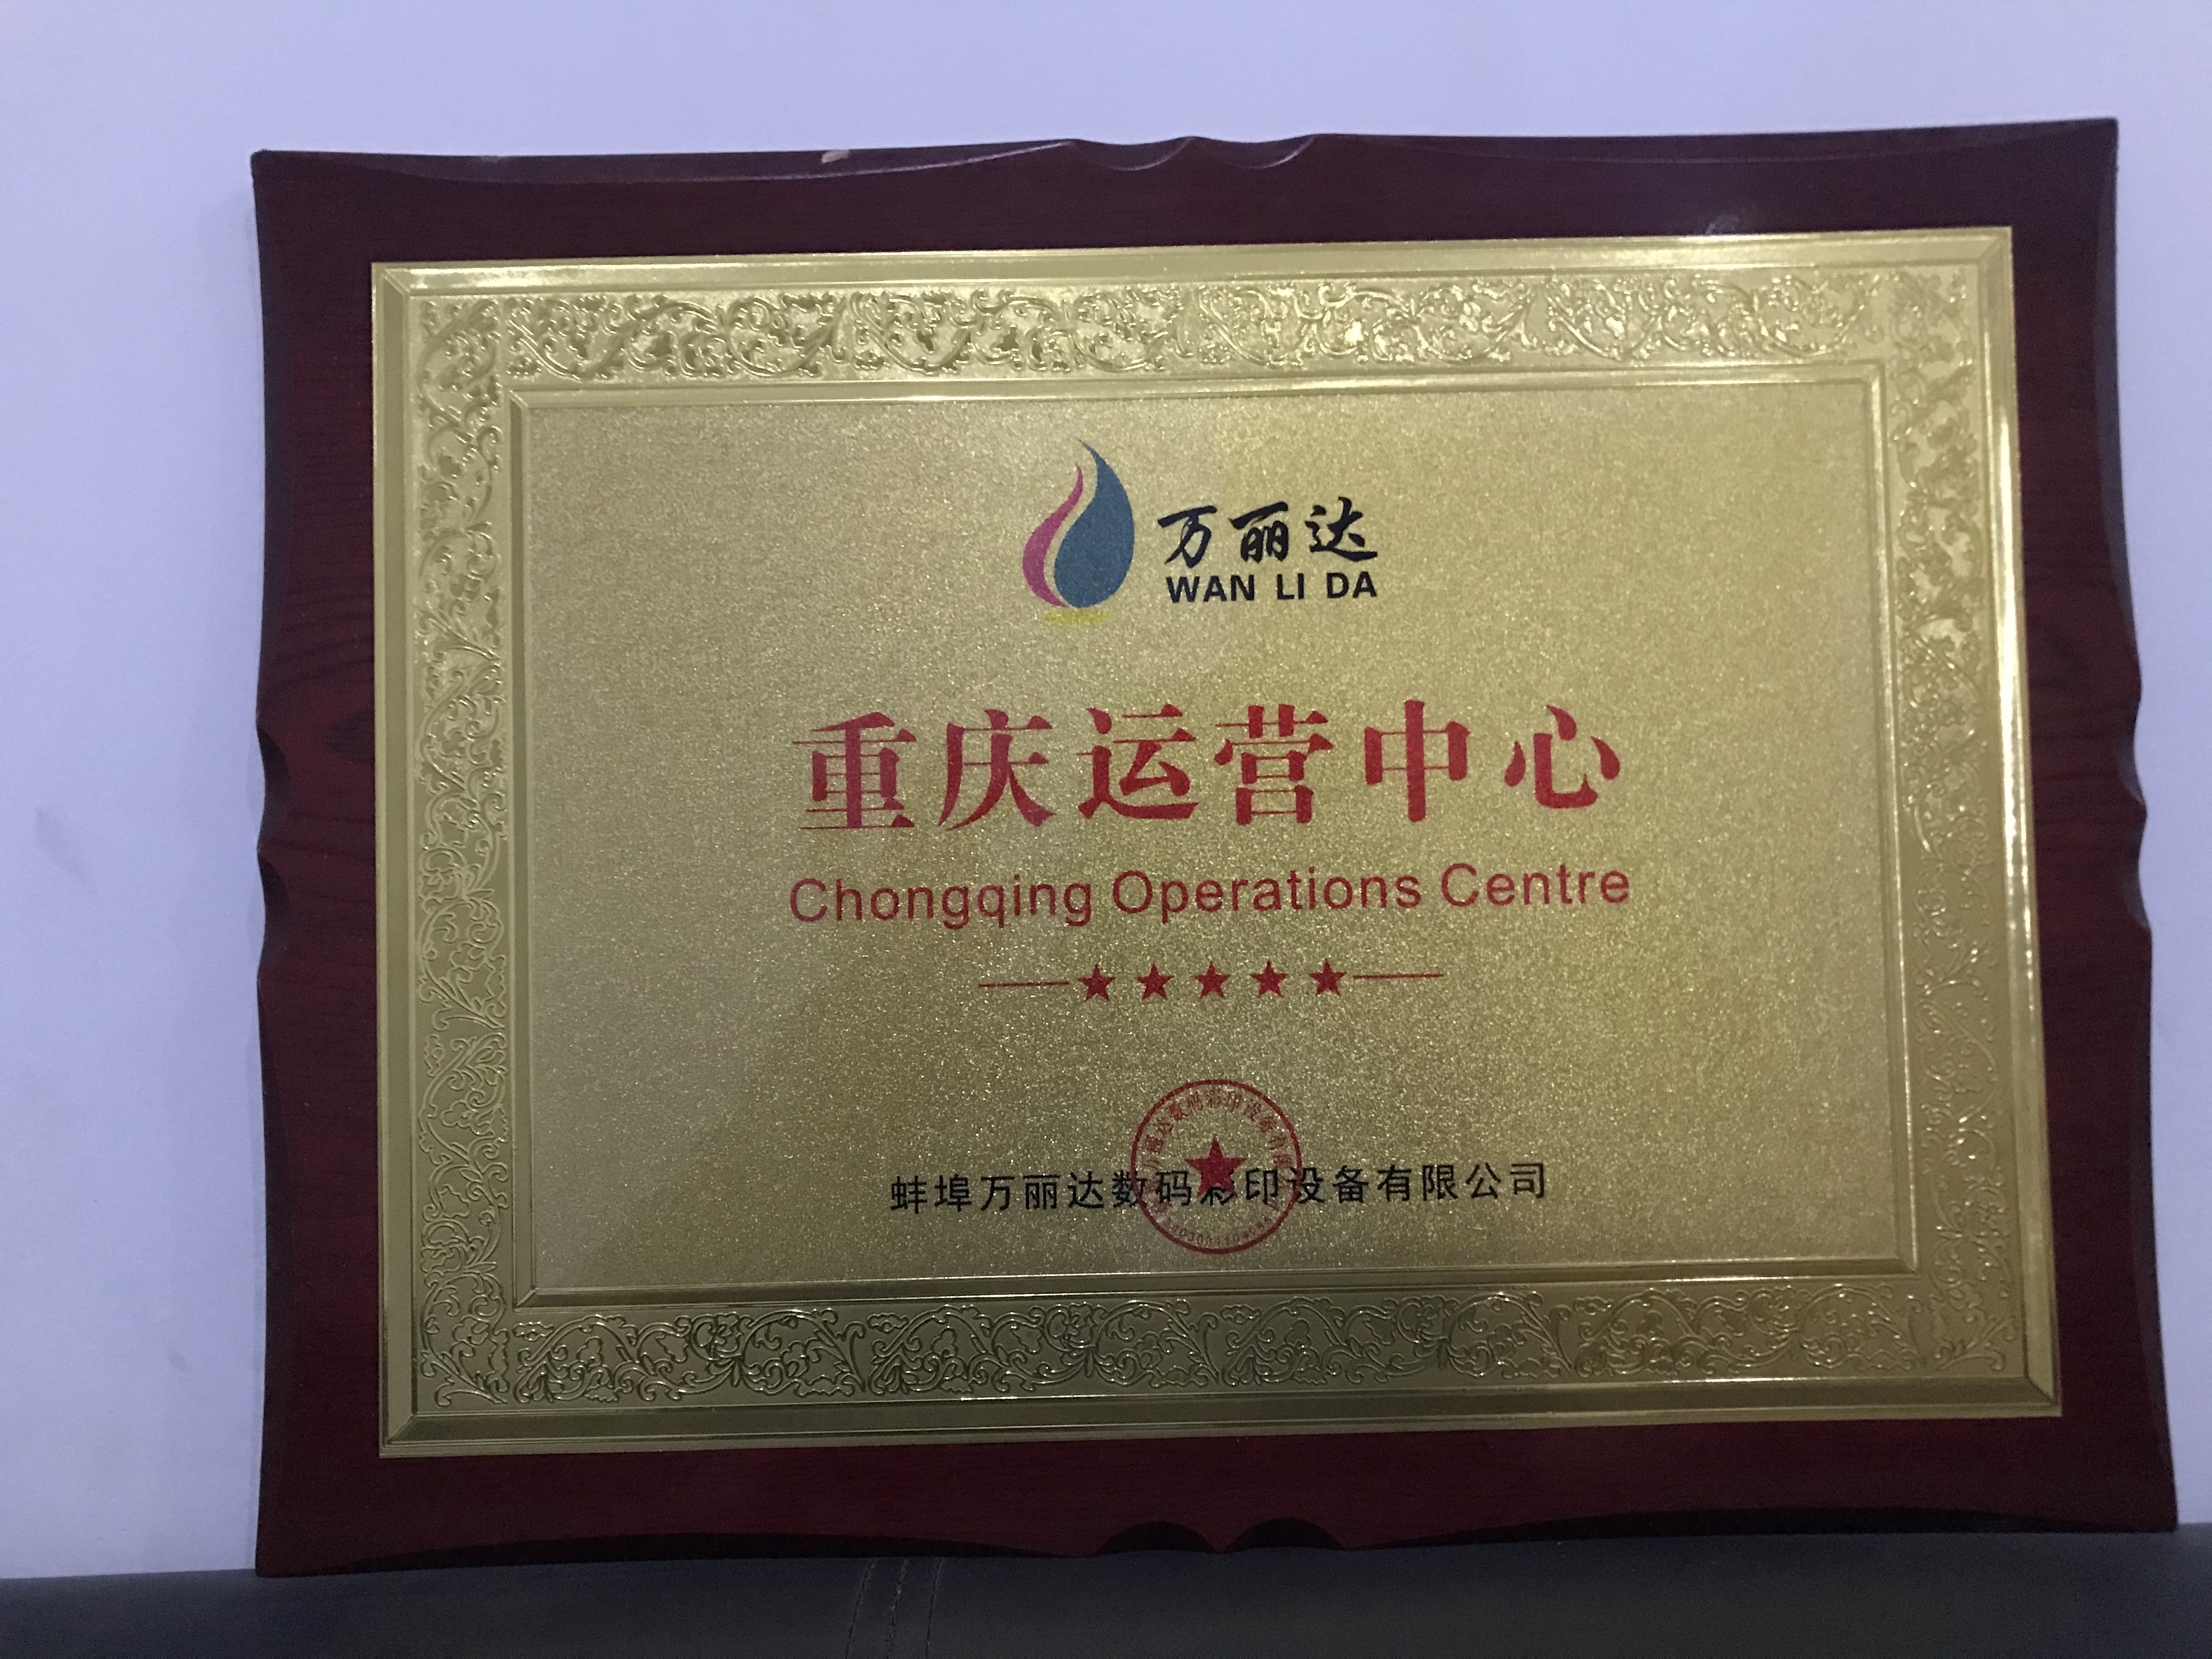 万丽达
WAN LI DA
重庆运营中心
Chongqing Operations Centre
蚌埠万丽达数码彩印设备有限公司